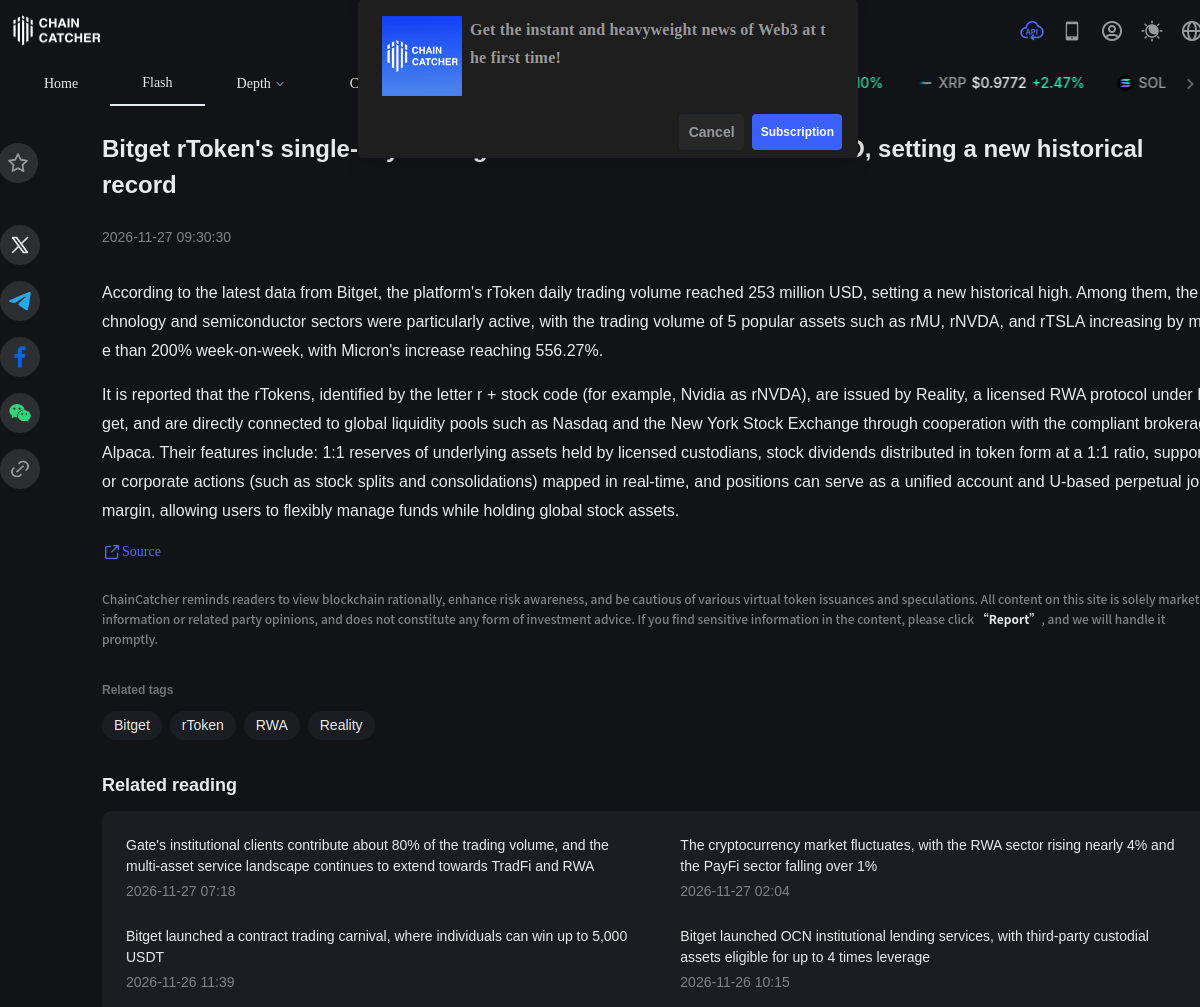 CHAIN
CATCHER
CHAIN
CATCHER
Get the instant and heavyweight news of Web3 at t
he first time!
Cancel
Subscription
API
Home
Flash
Depth
XRP $0.9772 +2.47%
SOL
Bitget rToken's single-
, setting a new historical
record
2026-11-27 09:30:30
According to the latest data from Bitget, the platform's rToken daily trading volume reached 253 million USD, setting a new historical high. Among them, the
chnology and semiconductor sectors were particularly active, with the trading volume of 5 popular assets such as rMU, rNVDA, and rTSLA increasing by m
e than 200% week-on-week, with Micron's increase reaching 556.27%.
It is reported that the rTokens, identified by the letter r + stock code (for example, Nvidia as rNVDA), are issued by Reality, a licensed RWA protocol under
get, and are directly connected to global liquidity pools such as Nasdaq and the New York Stock Exchange through cooperation with the compliant brokerag
Alpaca. Their features include: 1:1 reserves of underlying assets held by licensed custodians, stock dividends distributed in token form at a 1:1 ratio, suppor
or corporate actions (such as stock splits and consolidations) mapped in real-time, and positions can serve as a unified account and U-based perpetual jo
margin, allowing users to flexibly manage funds while holding global stock assets.
Source
ChainCatcher reminds readers to view blockchain rationally, enhance risk awareness, and be cautious of various virtual token issuances and speculations. All content on this site is solely market
information or related party opinions, and does not constitute any form of investment advice. If you find sensitive information in the content, please click “Report”, and we will handle it
promptly.
Related tags
Bitget
rToken
RWA
Reality
Related reading
Gate's institutional clients contribute about 80% of the trading volume, and the
multi-asset service landscape continues to extend towards TradFi and RWA
2026-11-27 07:18
The cryptocurrency market fluctuates, with the RWA sector rising nearly 4% and
the PayFi sector falling over 1%
2026-11-27 02:04
Bitget launched a contract trading carnival, where individuals can win up to 5,000
USDT
2026-11-26 11:39
Bitget launched OCN institutional lending services, with third-party custodial
assets eligible for up to 4 times leverage
2026-11-26 10:15